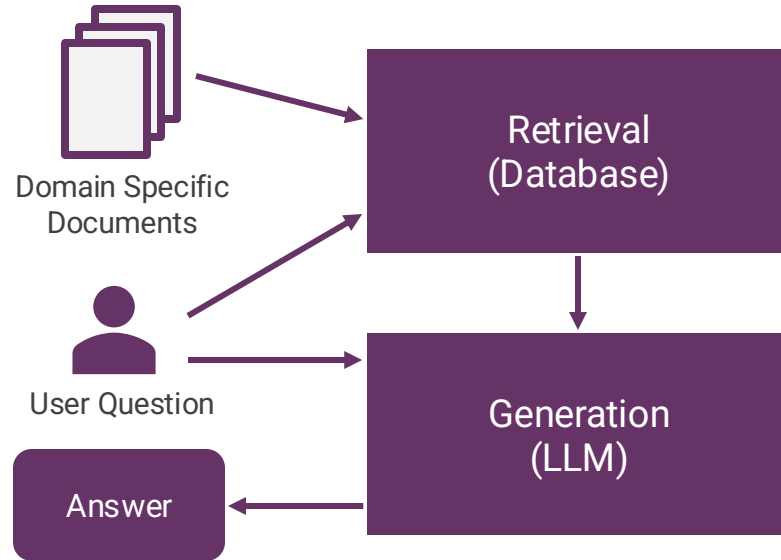 Domain Specific
Documents
Retrieval
(Database)
User Question
Generation
(LLM)
Answer